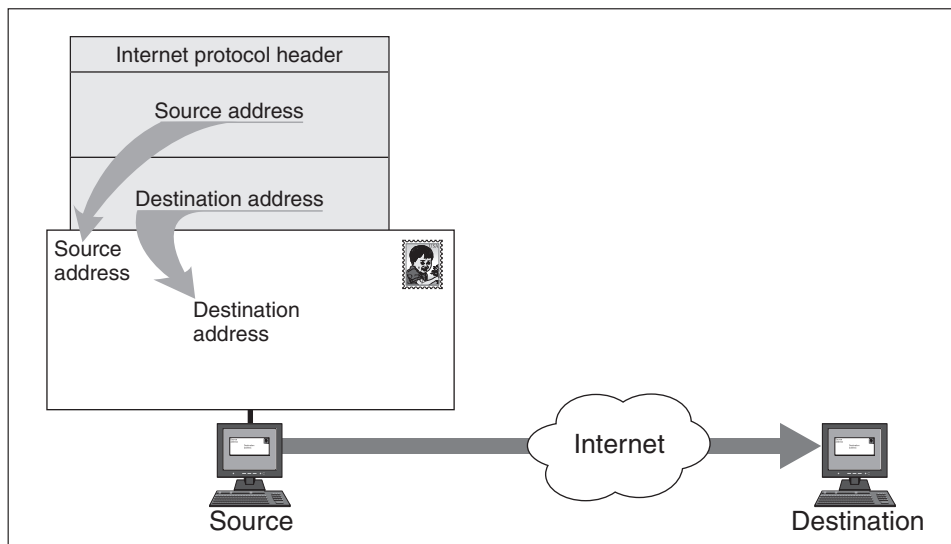 Internet protocol header
Source address
Destination address
Source
address
Destination
address
Internet
Source
Destination